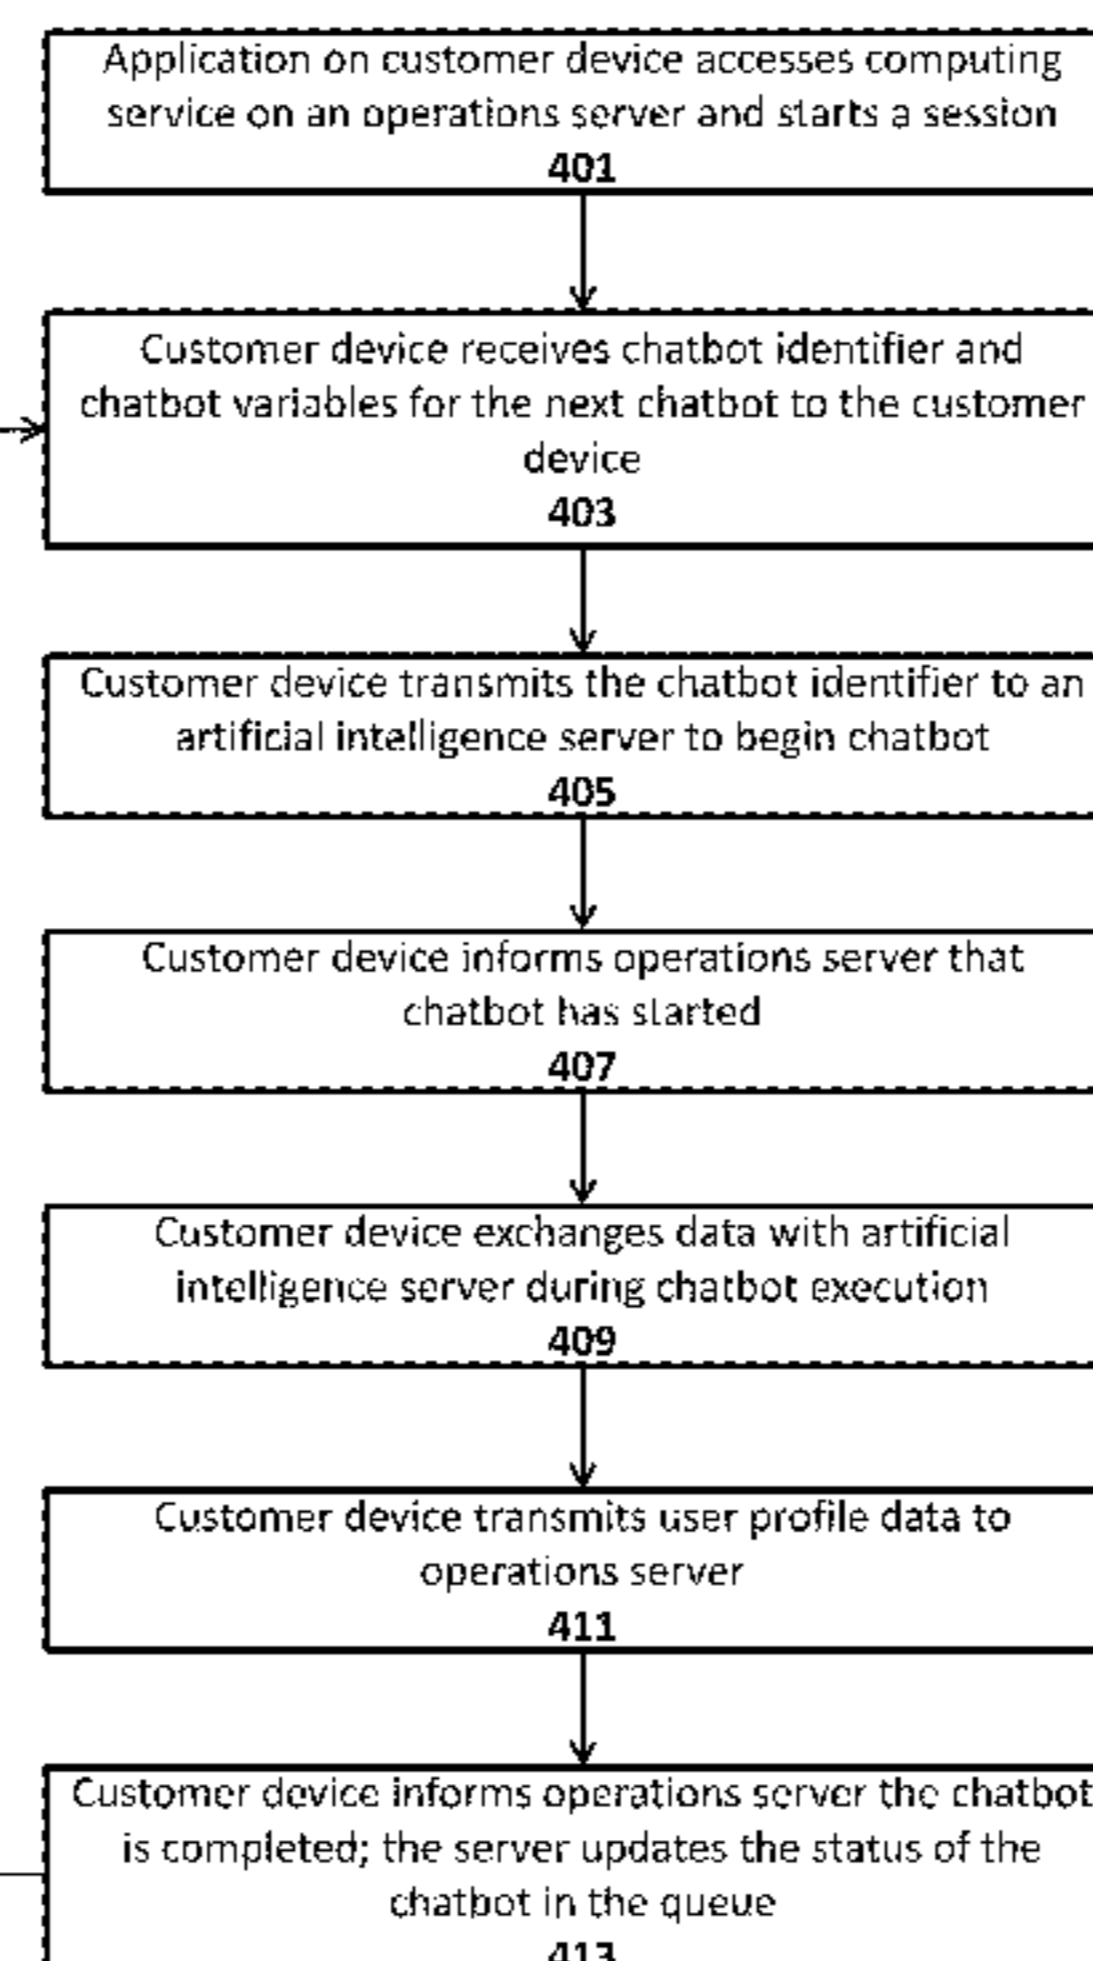 Application on customer device accesses computing
service on an operations server and starts a session
401
Customer device receives chatbot identifier and
chatbot variables for the next chatbot to the customer
device
403
Customer device transmits the chatbot identifier to an
artificial intelligence server to begin chatbot
405
Customer device informs operations server that
chatbot has started
407
Customer device exchanges data with artificial
intelligence server during chatbot execution
409
Customer device transmits user profile data to
operations server
411
Customer device informs operations server the chatbot
is completed; the server updates the status of the
chatbot in the queue
413